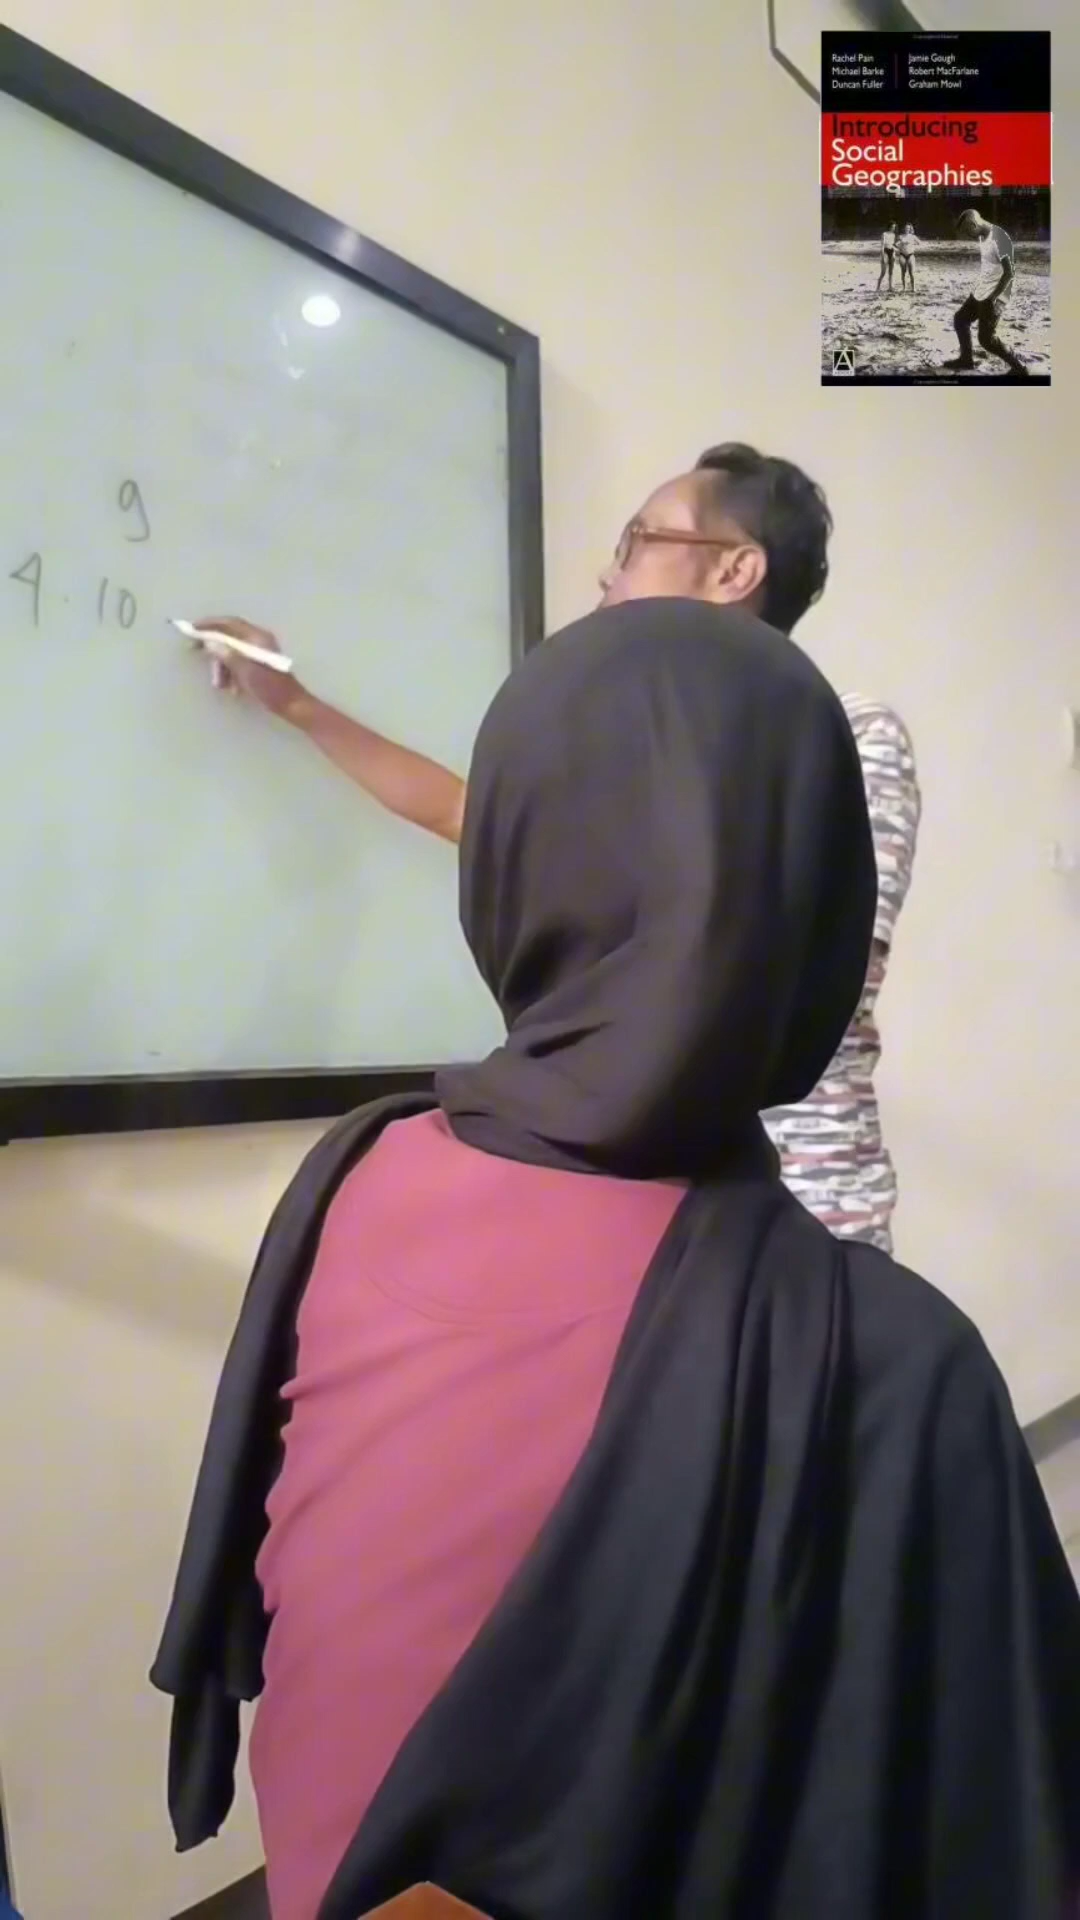 Rachel Pain
Michael Barke
Duncan Fuller
Jamie Gough
Robert MacFarlane
Graham Mowl
Introducing
Social
Geographies
A
9
4. 10